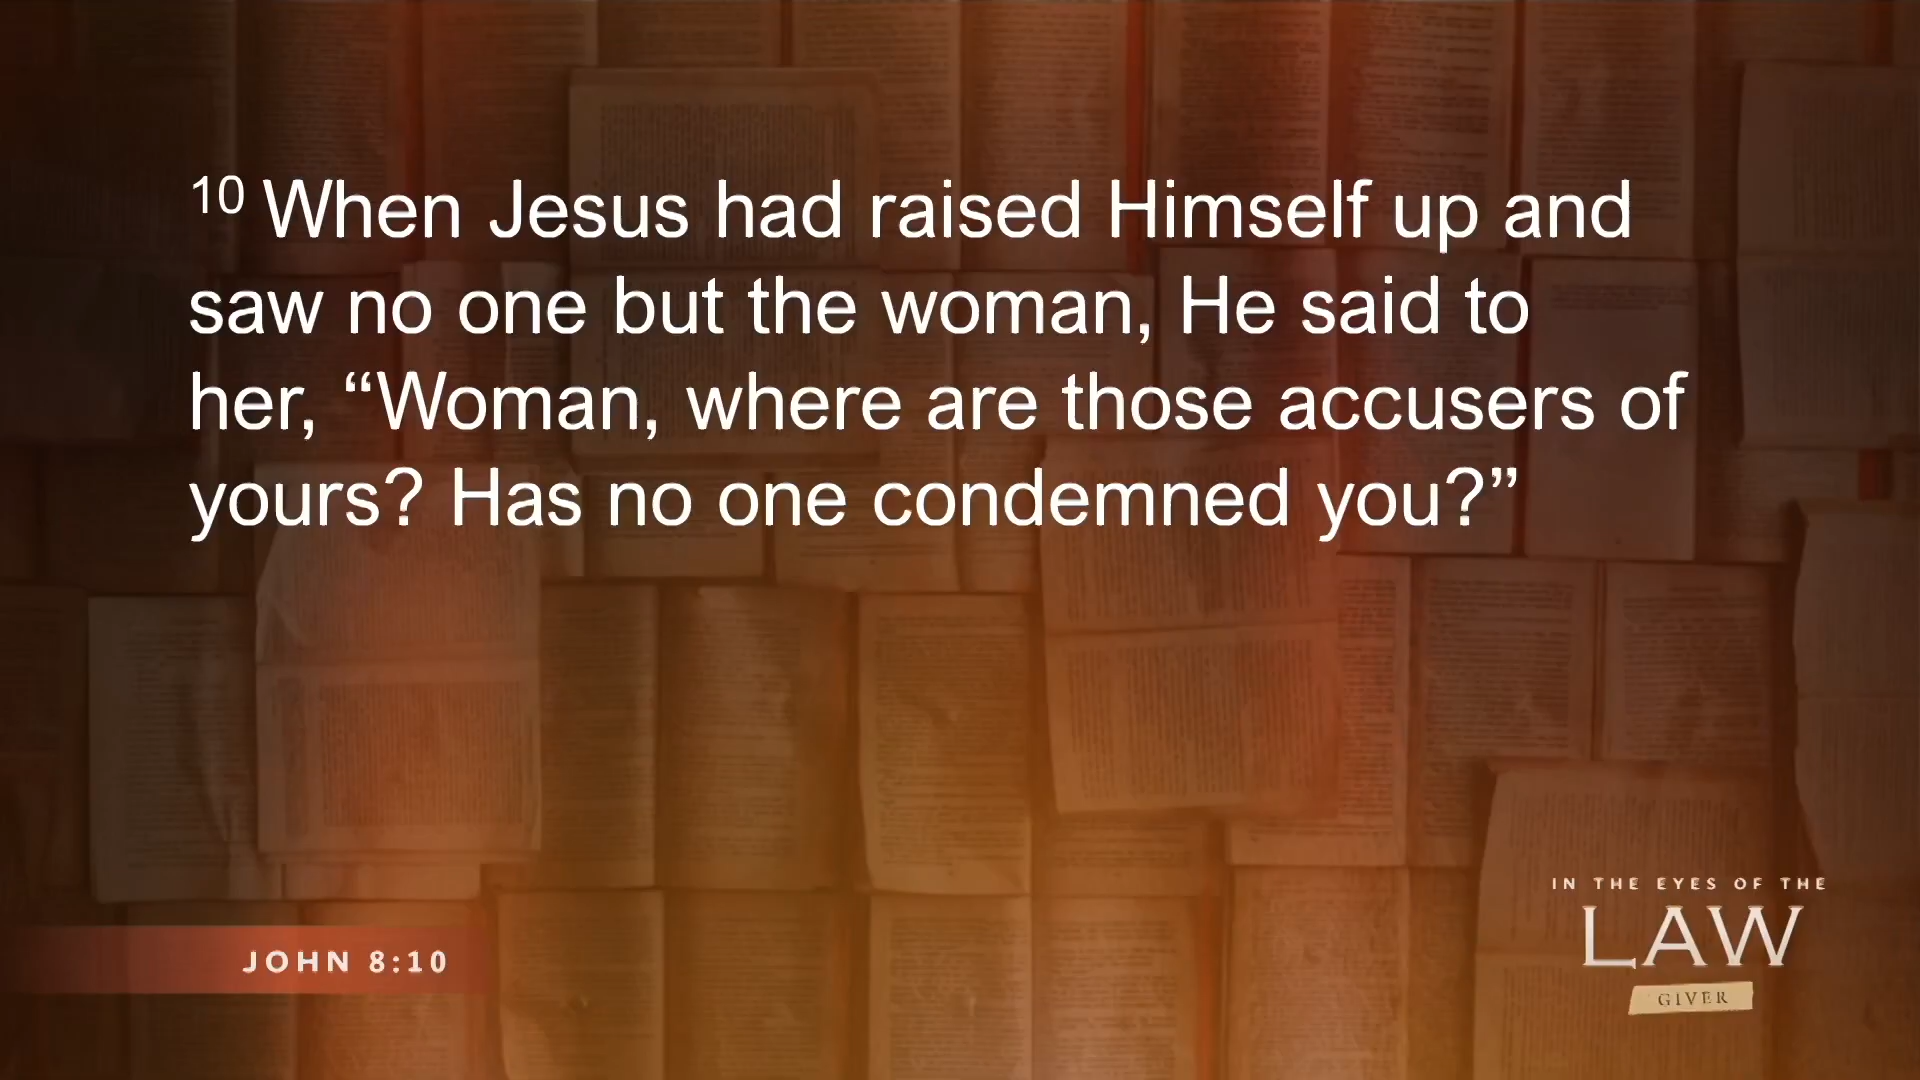 10 When Jesus had raised Himself up and
saw no one but the woman, He said to
her, “Woman, where are those accusers of
yours? Has no one condemned you?”
JOHN 8:10
IN THE EYES OF THE
LAW
GIVER